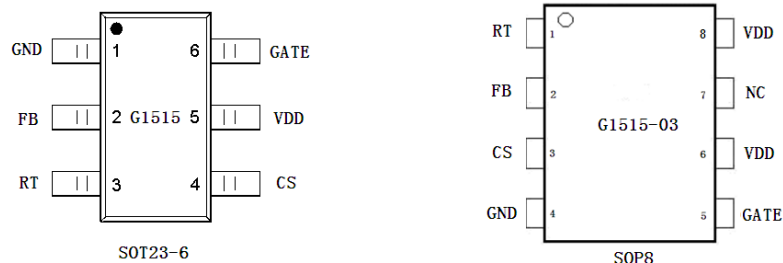 GND 1 6 GATE
FB 2 G1515 5 VDD
RT 3 4 CS
SOT23-6
RT 1 8 VDD
FB 2 7 NC
G1515-03
CS 3 6 VDD
GND 4 5 GATE
SOP8